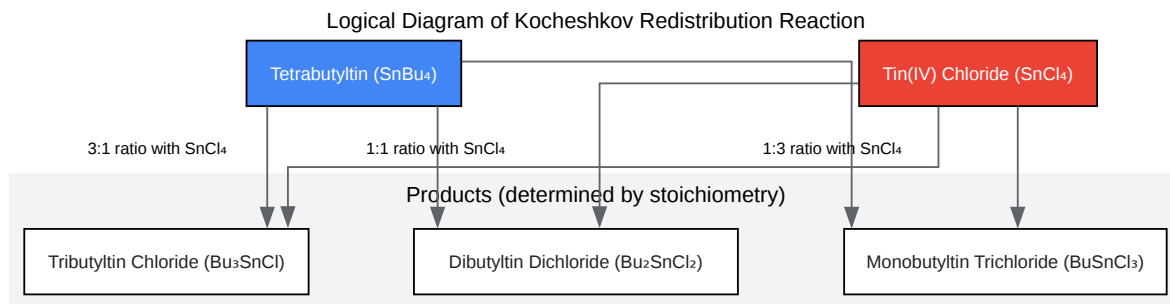 Logical Diagram of Kocheshkov Redistribution Reaction
Tetrabutyltin (SnBu₄)
Tin(IV) Chloride (SnCl₄)
3:1 ratio with SnCl₄
1:1 ratio with SnCl₄
1:3 ratio with SnCl₄
Products (determined by stoichiometry)
Tributyltin Chloride (Bu₃SnCl)
Dibutyltin Dichloride (Bu₂SnCl₂)
Monobutyltin Trichloride (BuSnCl₃)